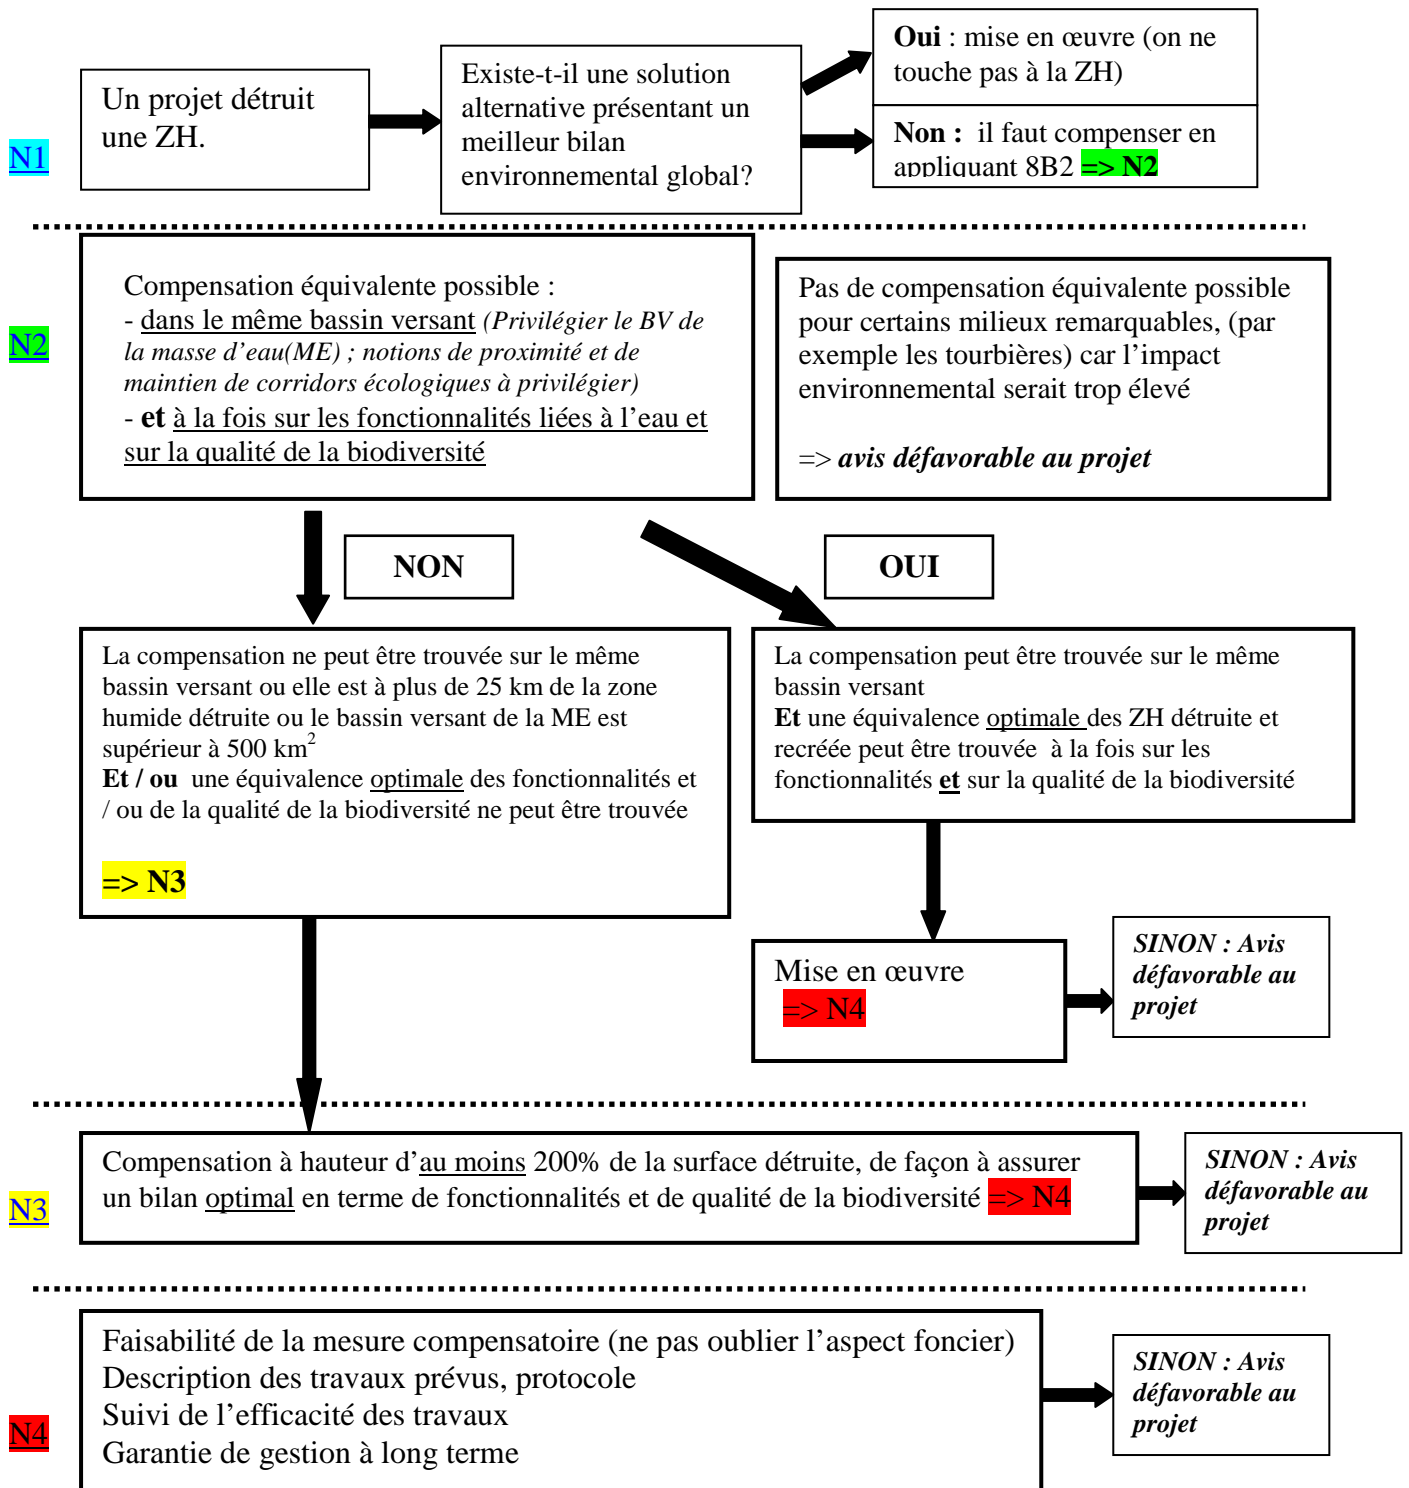 N1
Un projet détruit
une ZH.
Existe-t-il une solution
alternative présentant un
meilleur bilan
environnemental global?
Oui : mise en œuvre (on ne
touche pas à la ZH)
Non :  il faut compenser en
appliquant 8B2 => N2
N2
Compensation équivalente possible :
- dans le même bassin versant (Privilégier le BV de
la masse d’eau(ME) ; notions de proximité et de
maintien de corridors écologiques à privilégier)
- et à la fois sur les fonctionnalités liées à l’eau et
sur la qualité de la biodiversité
Pas de compensation équivalente possible
pour certains milieux remarquables, (par
exemple les tourbières) car l’impact
environnemental serait trop élevé
=> avis défavorable au projet
NON
OUI
La compensation ne peut être trouvée sur le même
bassin versant ou elle est à plus de 25 km de la zone
humide détruite ou le bassin versant de la ME est
supérieur à 500 km²
Et / ou  une équivalence optimale des fonctionnalités et
/ ou de la qualité de la biodiversité ne peut être trouvée
=> N3
La compensation peut être trouvée sur le même
bassin versant
Et une équivalence optimale des ZH détruite et
recréée peut être trouvée  à la fois sur les
fonctionnalités et sur la qualité de la biodiversité
Mise en œuvre
=> N4
SINON : Avis
défavorable au
projet
N3
Compensation à hauteur d’au moins 200% de la surface détruite, de façon à assurer
un bilan optimal en terme de fonctionnalités et de qualité de la biodiversité => N4
SINON : Avis
défavorable au
projet
N4
Faisabilité de la mesure compensatoire (ne pas oublier l’aspect foncier)
Description des travaux prévus, protocole
Suivi de l’efficacité des travaux
Garantie de gestion à long terme
SINON : Avis
défavorable au
projet